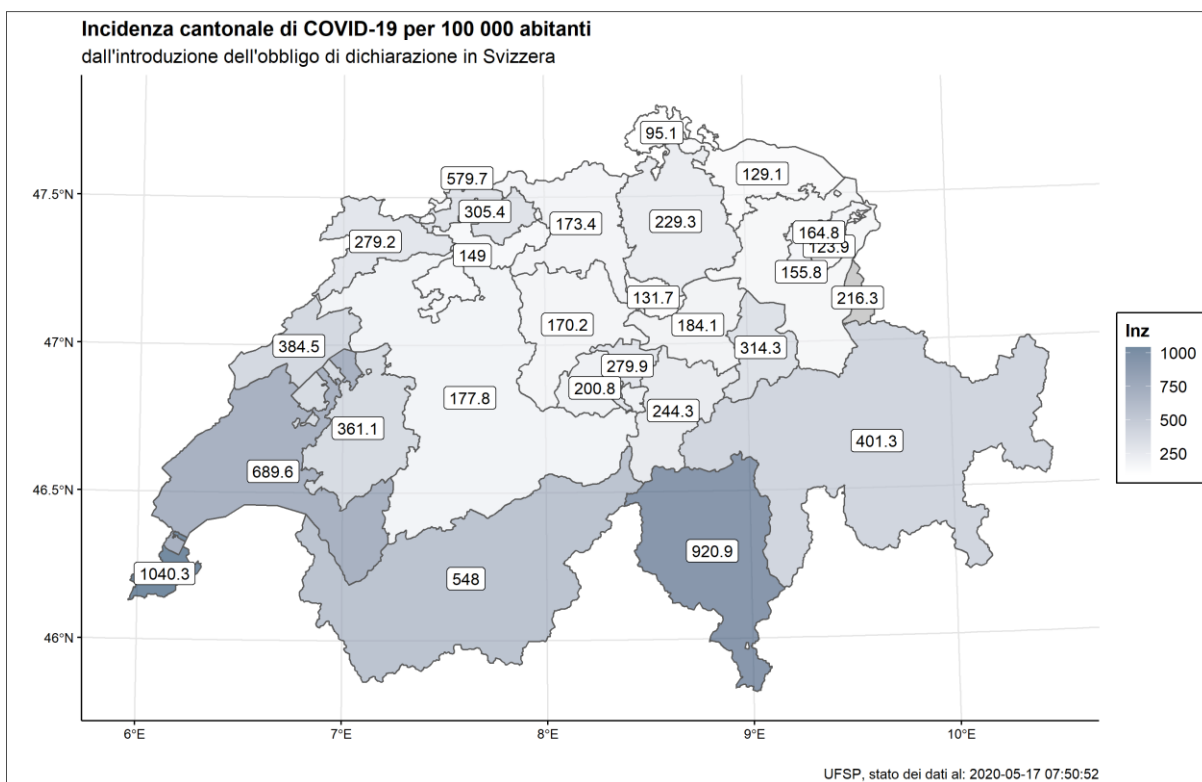 Incidenza cantonale di COVID-19 per 100 000 abitanti
dall'introduzione dell'obbligo di dichiarazione in Svizzera
95.1
579.7
129.1
47.5°N
305.4
173.4
229.3
164.8
123.9
279.2
149
155.8
131.7
216.3
170.2
184.1
Inz
47°N
384.5
314.3
1000
279.9
750
200.8
177.8
244.3
500
361.1
401.3
250
689.6
46.5°N
920.9
1040.3
548
46°N
6°E
7°E
8°E
9°E
10°E
UFSP, stato dei dati al: 2020-05-17 07:50:52